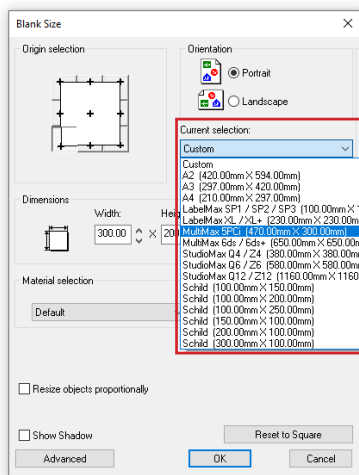 Blank Size
Origin selection
Orientation
Portrait
Landscape
Current selection:
Custom
Custom
A2 (420.00mm X 594.00mm)
A3 (297.00mm X 420.00mm)
A4 (210.00mm X 297.00mm)
LabelMax SP1 / SP2 / SP3 (100.00mm X 1
LabelMax XL / XL+ (230.00mm X 230.00m
MultiMax 5PCi (470.00mm X 300.00mm)
MultiMax 6ds / 6ds+ (650.00mm X 650.00m
StudioMax Q4 / Z4 (380.00mm X 380.00mm
StudioMax Q6 / Z6 (580.00mm X 580.00mm
StudioMax Q12 / Z12 (1160.00mm X 1160
Schild (100.00mm X 150.00mm)
Schild (100.00mm X 200.00mm)
Schild (100.00mm X 250.00mm)
Schild (150.00mm X 100.00mm)
Schild (200.00mm X 100.00mm)
Schild (300.00mm X 100.00mm)
Dimensions
Width: Heig
300.00 X 200
Material selection
Default
Resize objects proportionally
Show Shadow
Reset to Square
Advanced OK Cancel